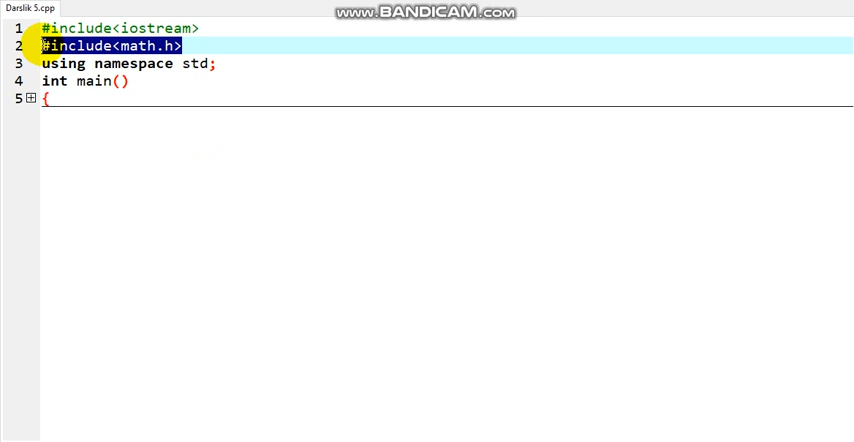 Darslik 5.cpp
WWW.BANDICAM.COM
1 #include<iostream>
2 #include<math.h>
3 using namespace std;
4 int main()
5 {